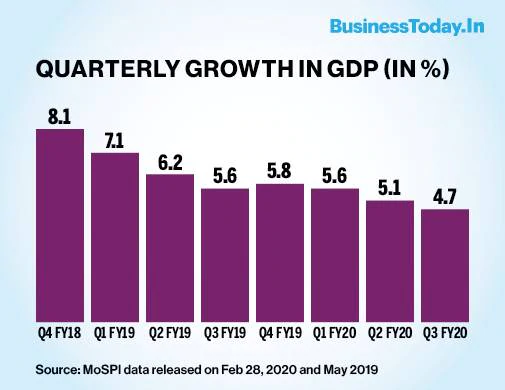 BusinessToday.In
QUARTERLY GROWTH IN GDP (IN %)
8.1
7.1
6.2
5.6
5.8
5.6
5.1
4.7
Q4 FY18
Q1 FY19
Q2 FY19
Q3 FY19
Q4 FY19
Q1 FY20
Q2 FY20
Q3 FY20
Source: MoSPI data released on Feb 28, 2020 and May 2019